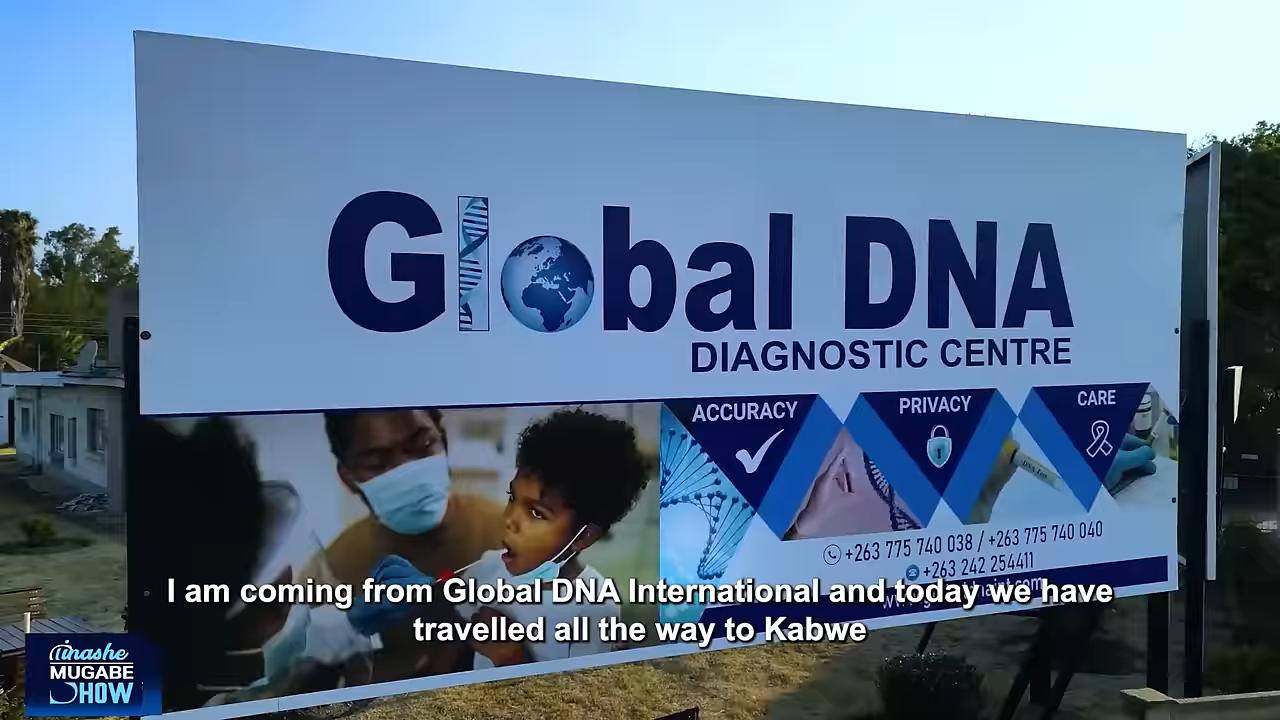 Global DNA
DIAGNOSTIC CENTRE
ACCURACY
PRIVACY
CARE
+263 775 740 038 / +263 775 740 040
+263 242 254411
I am coming from Global DNA International and today we have
travelled all the way to Kabwe
Tinashe
MUGABE
SHOW